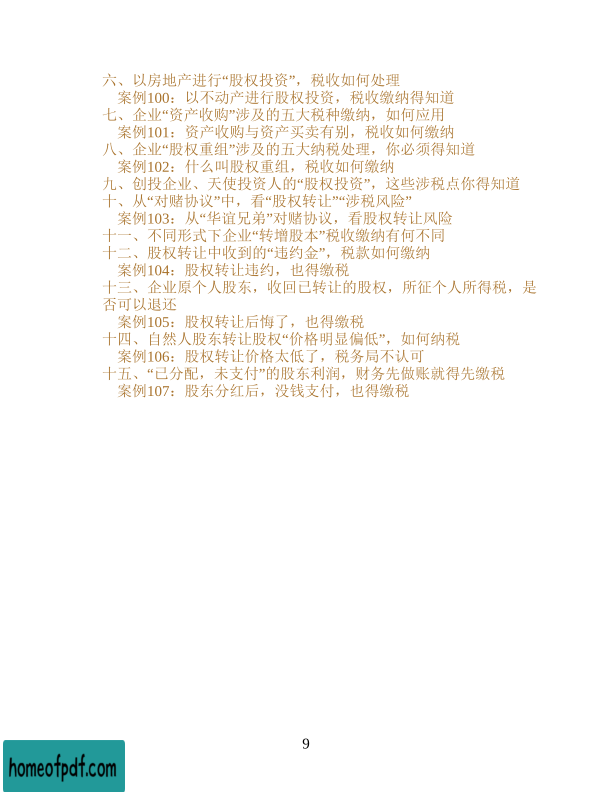 六、以房地产进行“股权投资”，税收如何处理
案例100：以不动产进行股权投资，税收缴纳得知道
七、企业“资产收购”涉及的五大税种缴纳，如何应用
案例101：资产收购与资产买卖有别，税收如何缴纳
八、企业“股权重组”涉及的五大纳税处理，你必须得知道
案例102：什么叫股权重组，税收如何缴纳
九、创投企业、天使投资人的“股权投资”，这些涉税点你得知道
十、从“对赌协议”中，看“股权转让”“涉税风险”
案例103：从“华谊兄弟”对赌协议，看股权转让风险
十一、不同形式下企业“转增股本”税收缴纳有何不同
十二、股权转让中收到的“违约金”，税款如何缴纳
案例104：股权转让违约，也得缴税
十三、企业原个人股东，收回已转让的股权，所征个人所得税，是
否可以退还
案例105：股权转让后悔了，也得缴税
十四、自然人股东转让股权“价格明显偏低”，如何纳税
案例106：股权转让价格太低了，税务局不认可
十五、“已分配，未支付”的股东利润，财务先做账就得先缴税
案例107：股东分红后，没钱支付，也得缴税
9
homeofpdf.com